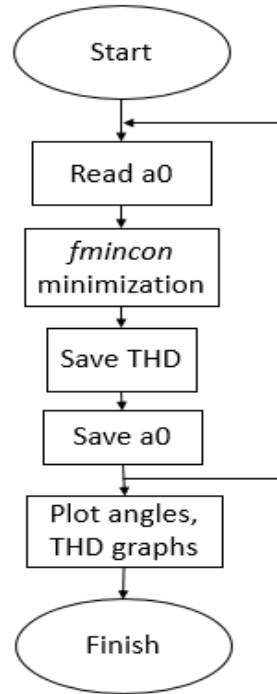 Start
Read a0
fmincon
minimization
Save THD
Save a0
Plot angles,
THD graphs
Finish